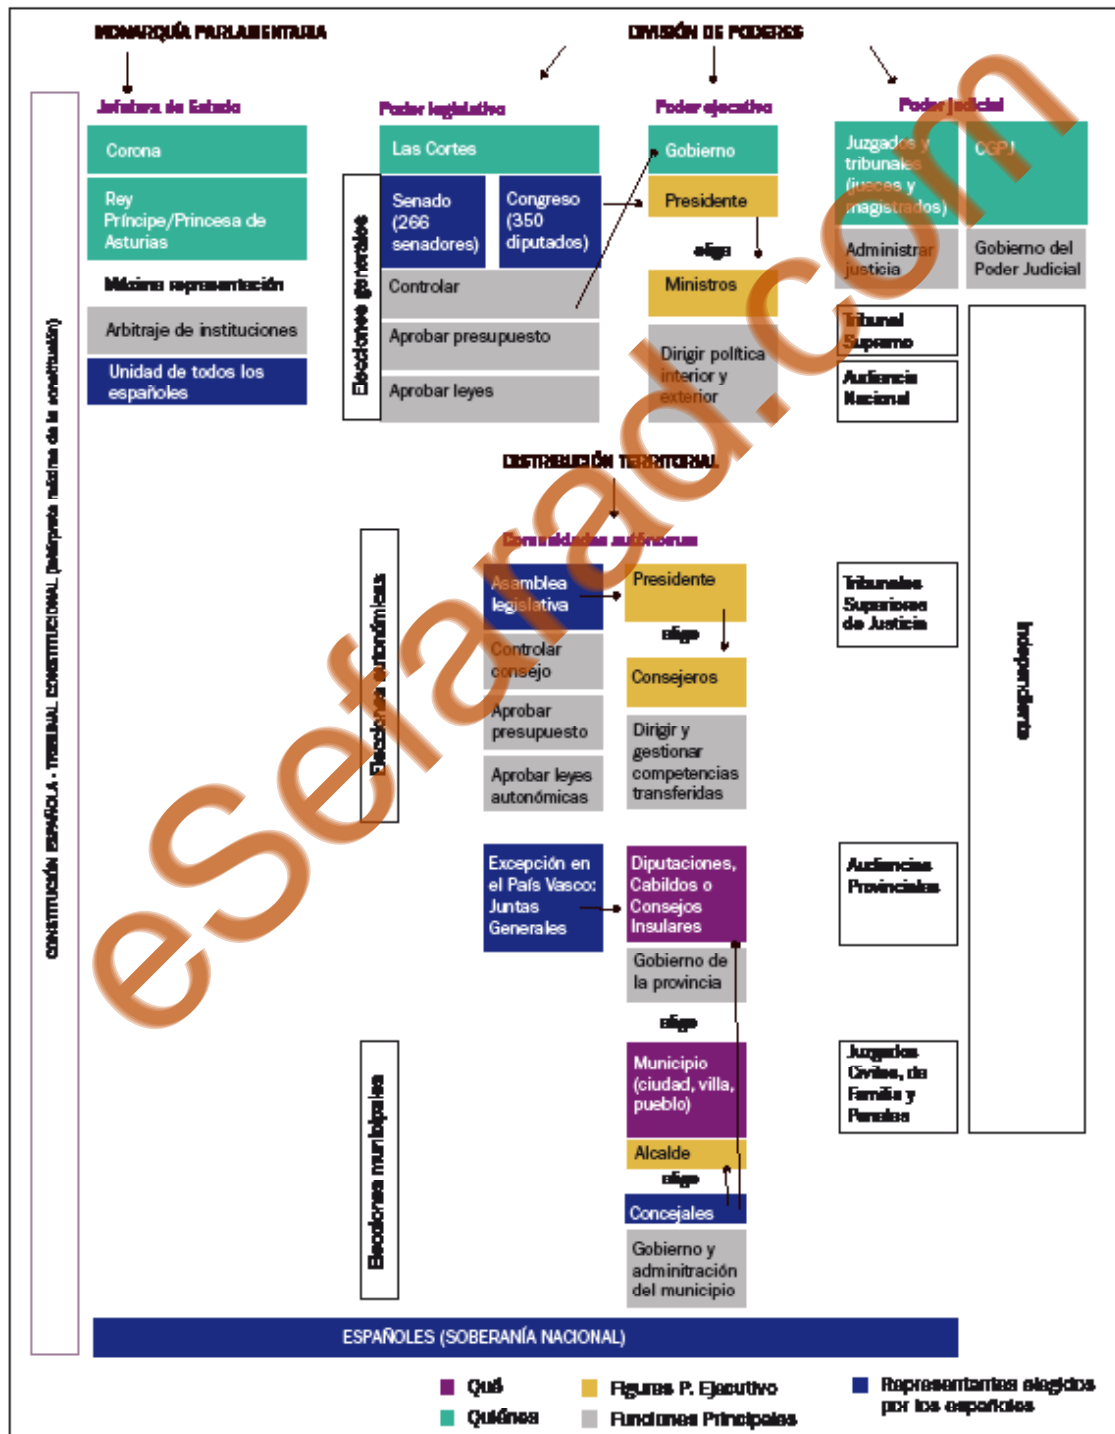 MONARQUÍA PARLAMENTARIA
DIVISIÓN DE PODERES
Jefatura de Estado
Poder legislativo
Poder ejecutivo
Poder judicial
Corona
Rey
Príncipe/Princesa de
Asturias
Máxima representación
Arbitraje de instituciones
Unidad de todos los
españoles
Elecciones generales
Las Cortes
Senado
(266
senadores)
Congreso
(350
diputados)
Controlar
Aprobar presupuesto
Aprobar leyes
Gobierno
Presidente
elige
Ministros
Dirigir política
interior y
exterior
Juzgados y
tribunales
(jueces y
magistrados)
CGPJ
Administrar
justicia
Gobierno del
Poder Judicial
Tribunal
Supremo
Audiencia
Nacional
CONSTITUCIÓN ESPAÑOLA - TRIBUNAL CONSTITUCIONAL (intérprete máximo de la constitución)
DISTRIBUCIÓN TERRITORIAL
Comunidades autónomas
Elecciones autonómicas
Asamblea
legislativa
Controlar
consejo
Aprobar
presupuesto
Aprobar leyes
autonómicas
Presidente
elige
Consejeros
Dirigir y
gestionar
competencias
transferidas
Tribunales
Superiores
de Justicia
Independiente
Excepción en
el País Vasco:
Juntas
Generales
Diputaciones,
Cabildos o
Consejos
Insulares
Gobierno de
la provincia
elige
Audiencias
Provinciales
Elecciones municipales
Municipio
(ciudad, villa,
pueblo)
Alcalde
elige
Concejales
Gobierno y
adminitración
del municipio
Juzgados
Civiles, de
Familia y
Penales
ESPAÑOLES (SOBERANÍA NACIONAL)
Qué
Quiénes
Figures P. Ejecutivo
Funciones Principales
Representantes elegidos
por los españoles
eSefarad.com